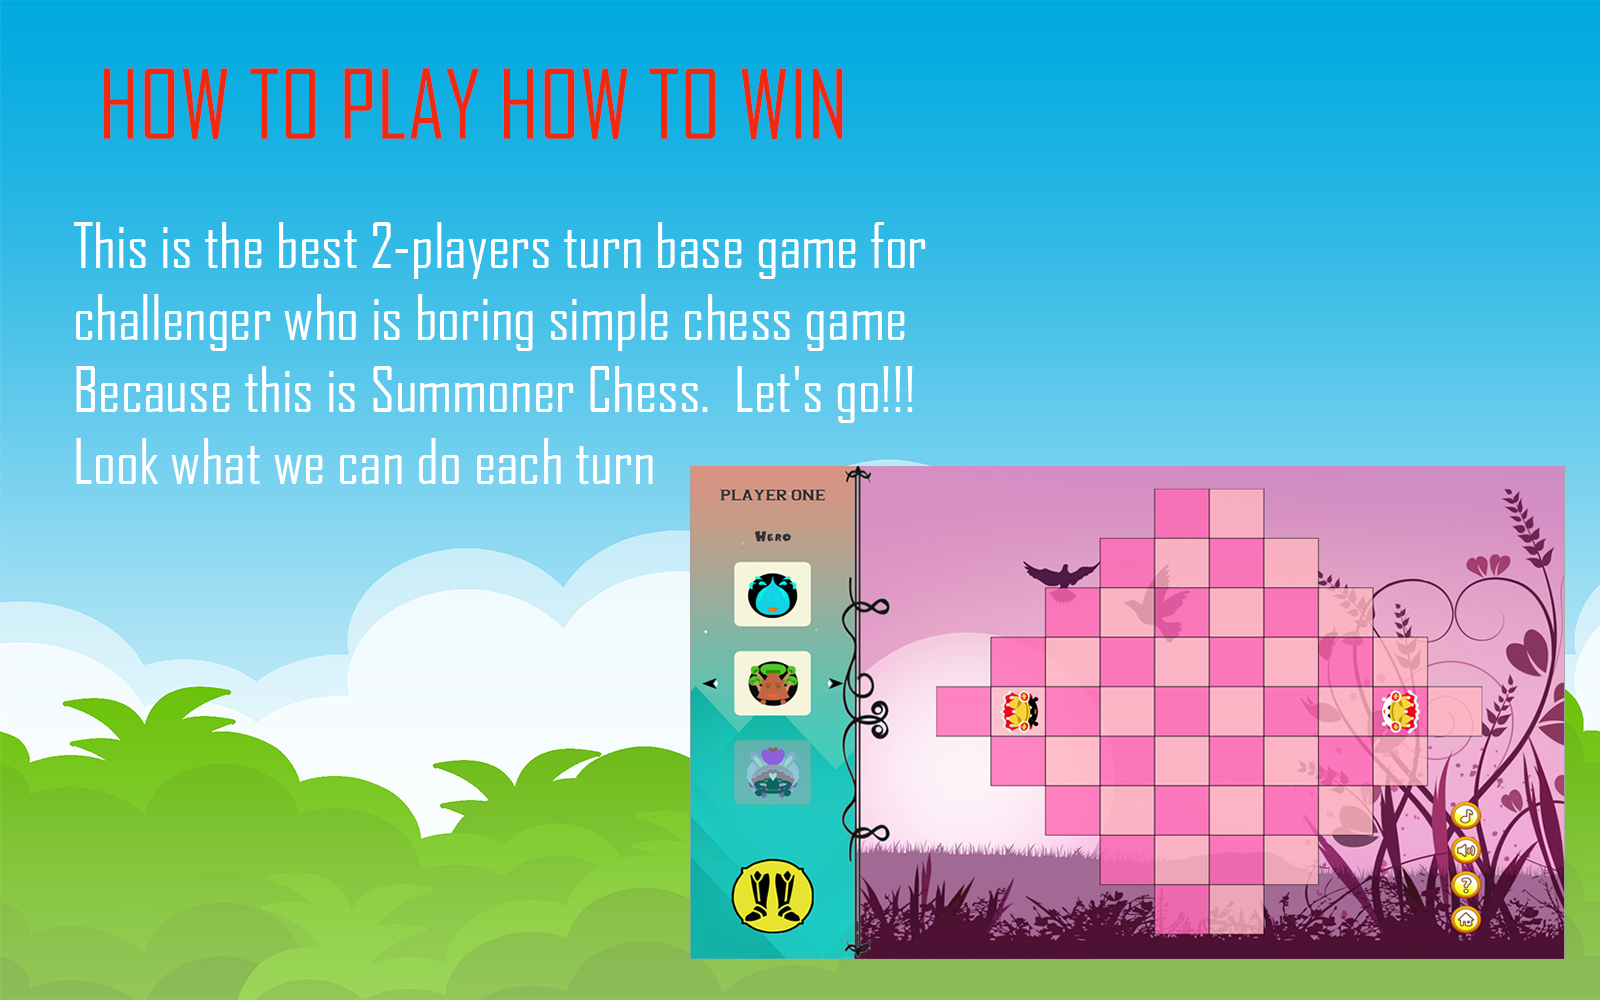 HOW TO PLAY HOW TO WIN
This is the best 2-players turn base game for
challenger who is boring simple chess game
Because this is Summoner Chess. Let's go!!!
Look what we can do each turn
PLAYER ONE
HERO
?